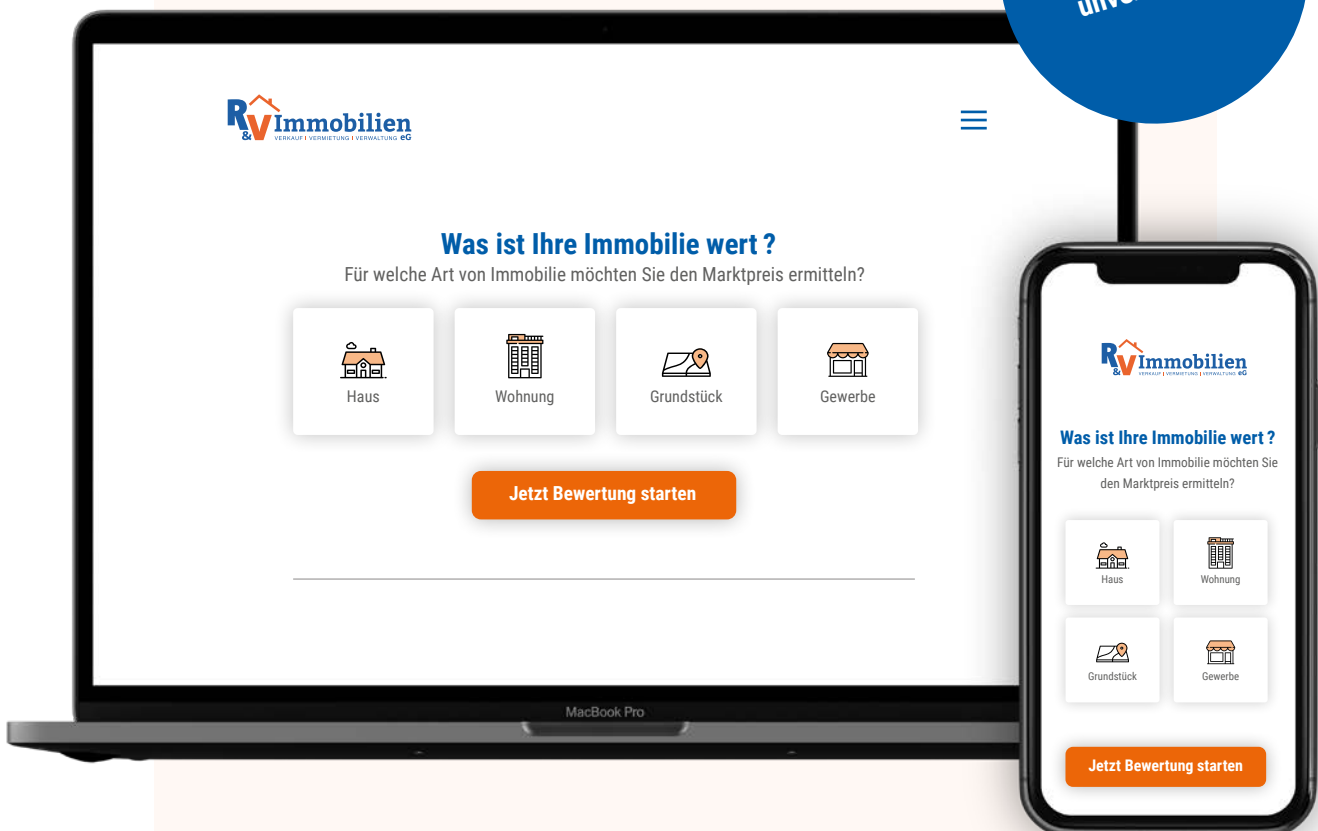 R&V Immobilien eG
VERKAUF I VERMIETUNG I VERWALTUNG
Was ist Ihre Immobilie wert ?
Für welche Art von Immobilie möchten Sie den Marktpreis ermitteln?
Haus
Wohnung
Grundstück
Gewerbe
Jetzt Bewertung starten
MacBook Pro
R&V Immobilien eG
VERKAUF I VERMIETUNG I VERWALTUNG
Was ist Ihre Immobilie wert ?
Für welche Art von Immobilie möchten Sie
den Marktpreis ermitteln?
Haus
Wohnung
Grundstück
Gewerbe
Jetzt Bewertung starten